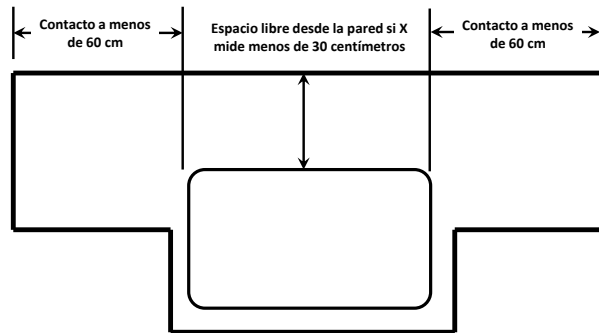 Contacto a menos
de 60 cm
Espacio libre desde la pared si X
mide menos de 30 centímetros
Contacto a menos
de 60 cm